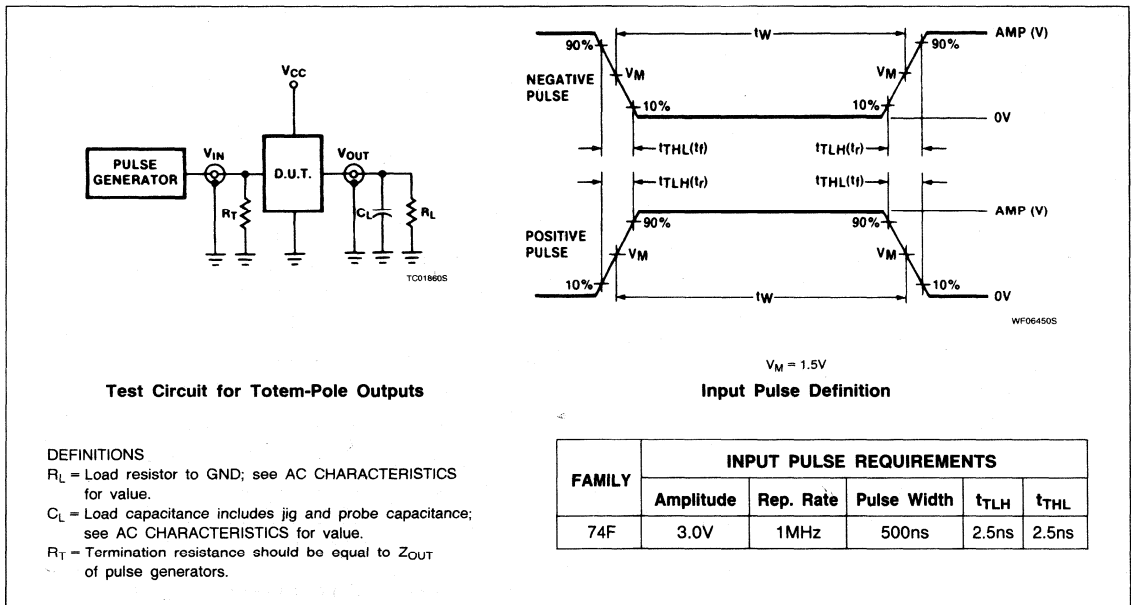 VCC
PULSE
GENERATOR
VIN
D.U.T.
VOUT
RT
CL
RL
TC01860S
Test Circuit for Totem-Pole Outputs
DEFINITIONS
RL = Load resistor to GND; see AC CHARACTERISTICS
for value.
CL = Load capacitance includes jig and probe capacitance;
see AC CHARACTERISTICS for value.
RT = Termination resistance should be equal to ZOUT
of pulse generators.
90% tW 90% AMP (V)
NEGATIVE
PULSE
VM VM
10% 10%
0V
tTHL(tf) tTLH(tr)
tTLH(tr) tTHL(tf)
AMP (V)
90% 90%
POSITIVE
PULSE
VM VM
10% tW 10%
0V
WF06450S
VM = 1.5V
Input Pulse Definition
FAMILY INPUT PULSE REQUIREMENTS
Amplitude Rep. Rate Pulse Width tTLH tTHL
74F 3.0V 1MHz 500ns 2.5ns 2.5ns